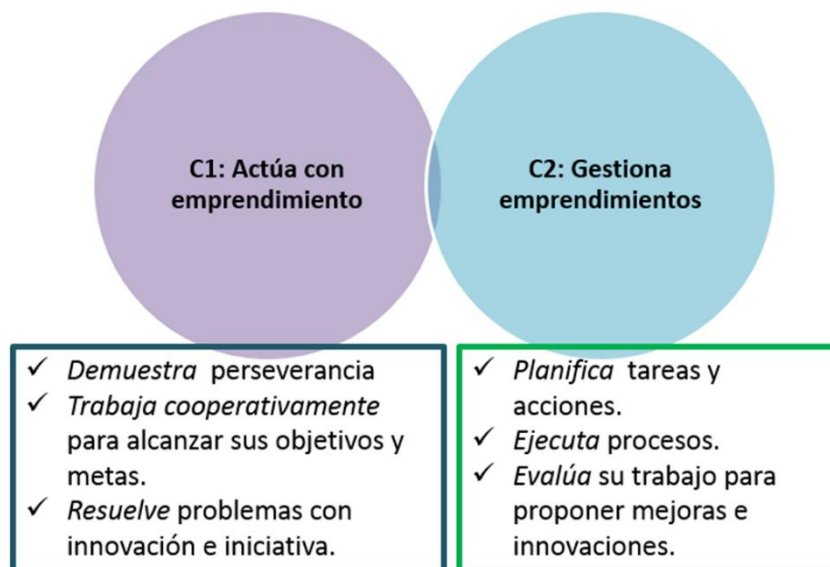 C1: Actúa con
emprendimiento
C2: Gestiona
emprendimientos
✓ Demuestra perseverancia
✓ Trabaja cooperativamente
para alcanzar sus objetivos y
metas.
✓ Resuelve problemas con
innovación e iniciativa.
✓ Planifica tareas y
acciones.
✓ Ejecuta procesos.
✓ Evalúa su trabajo para
proponer mejoras e
innovaciones.